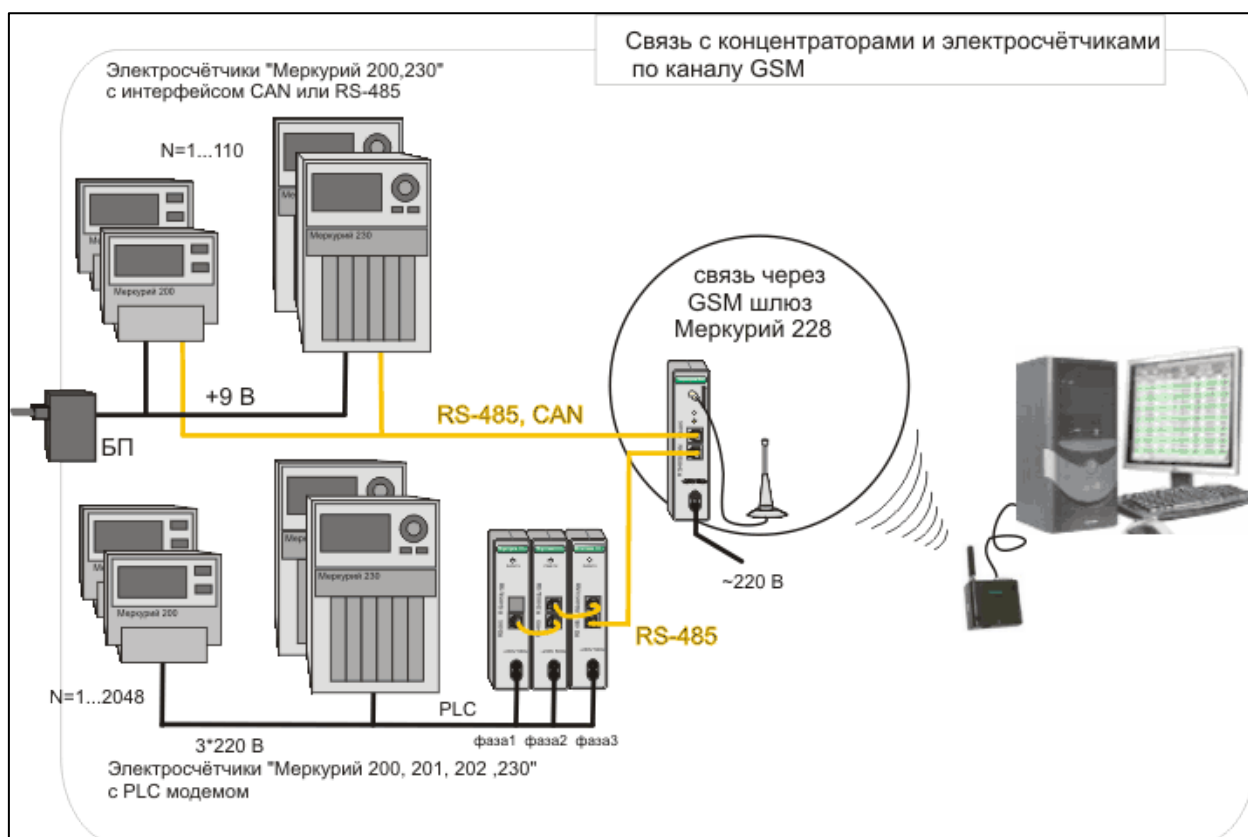 Связь с концентраторами и электросчётчиками
по каналу GSM
Электросчётчики "Меркурий 200,230"
с интерфейсом CAN или RS-485
N=1...110
Меркурий 230
Меркурий 200
связь через
GSM шлюз
Меркурий 228
+9 В
RS-485, CAN
БП
Меркурий 230
Меркурий 200
~220 В
RS-485
N=1...2048
PLC
3*220 В
фаза1 фаза2 фаза3
Электросчётчики "Меркурий 200, 201, 202 ,230"
с PLC модемом